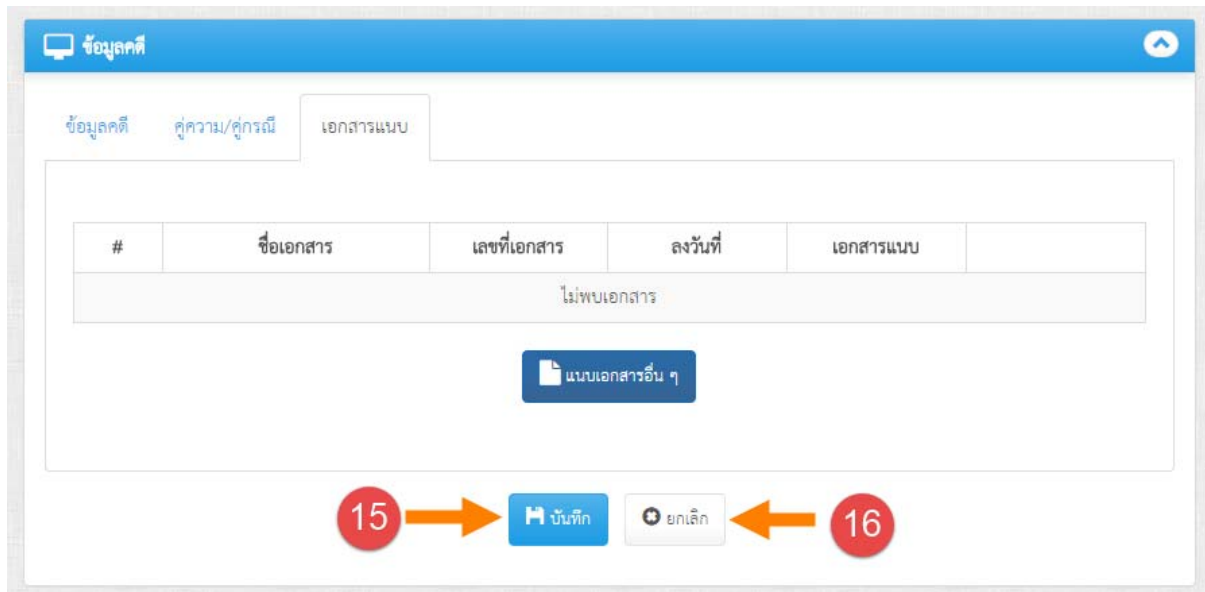 ข้อมูลคดี
ข้อมูลคดี คู่ความ/คู่กรณี เอกสารแนบ
# ชื่อเอกสาร เลขที่เอกสาร ลงวันที่ เอกสารแนบ
ไม่พบเอกสาร
แนบเอกสารอื่น ๆ
15 บันทึก ยกเลิก 16